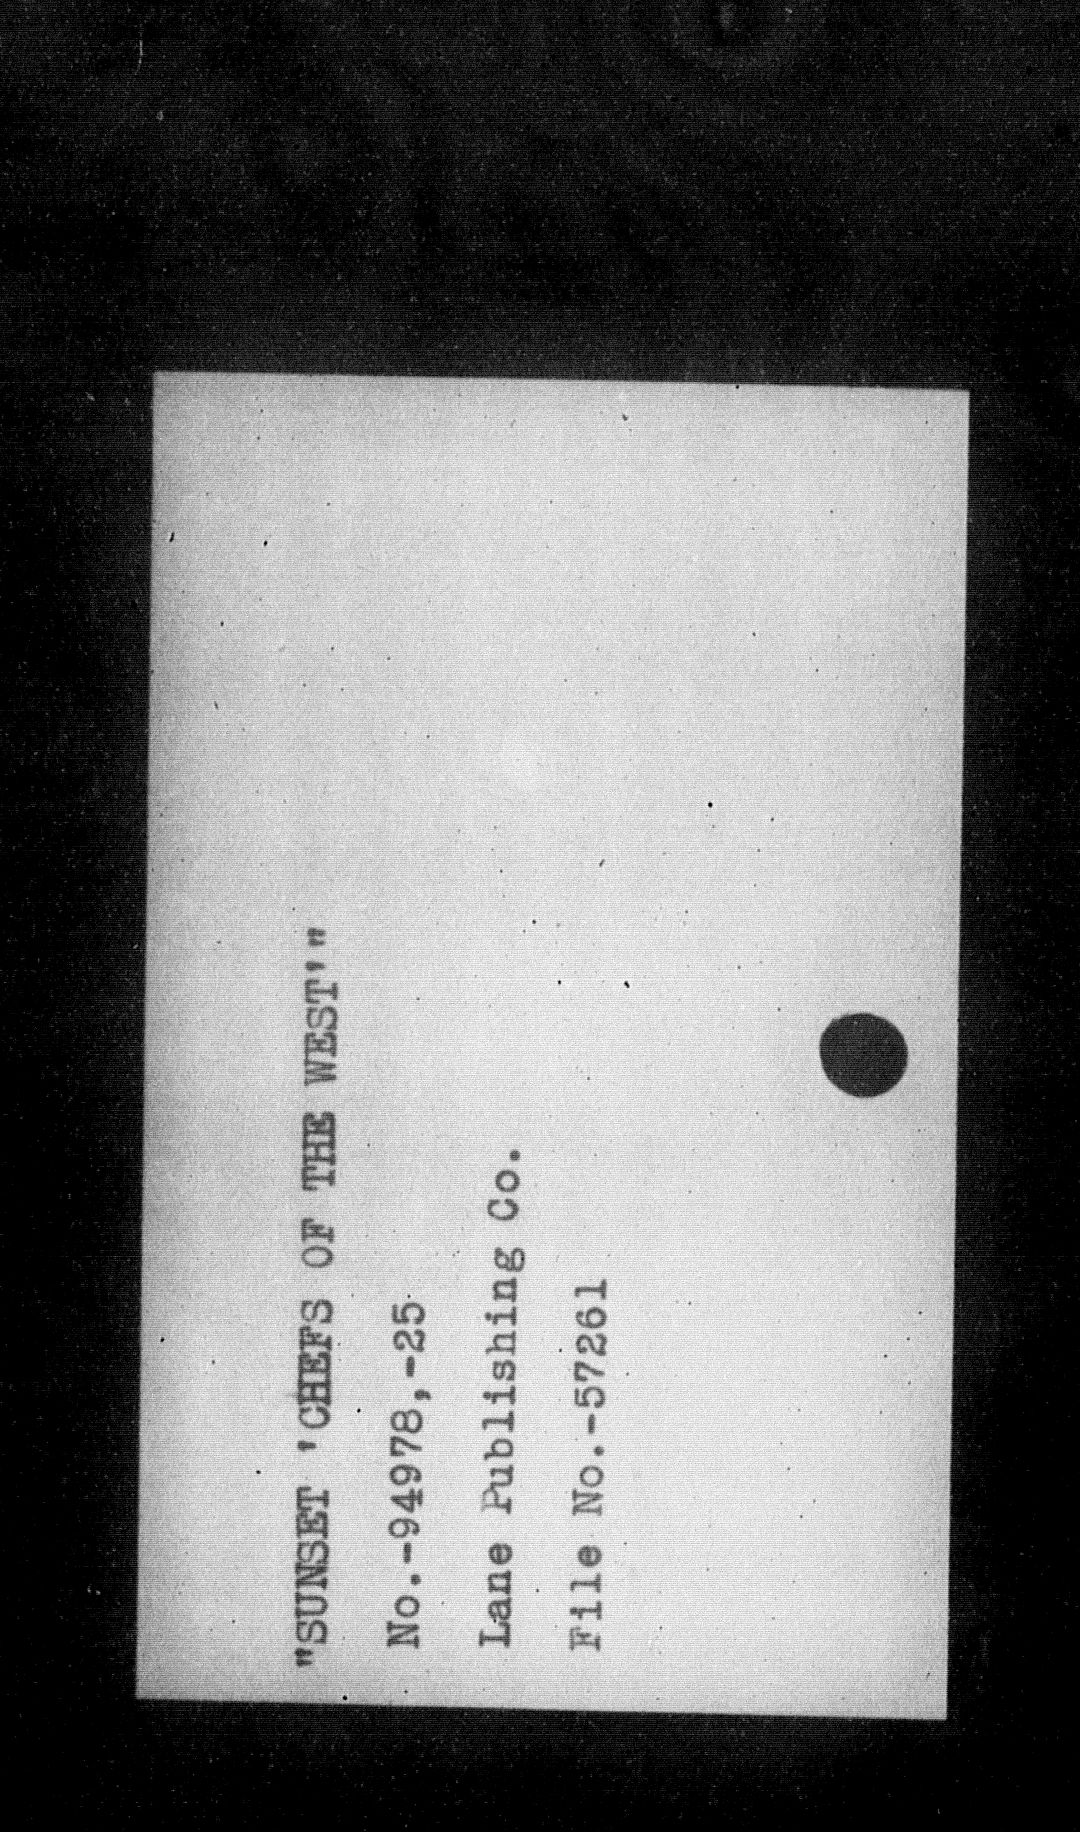 "SUNSET 'CHEFS OF THE WEST'"
No.-94978,-25
Lane Publishing Co.
File No.-57261